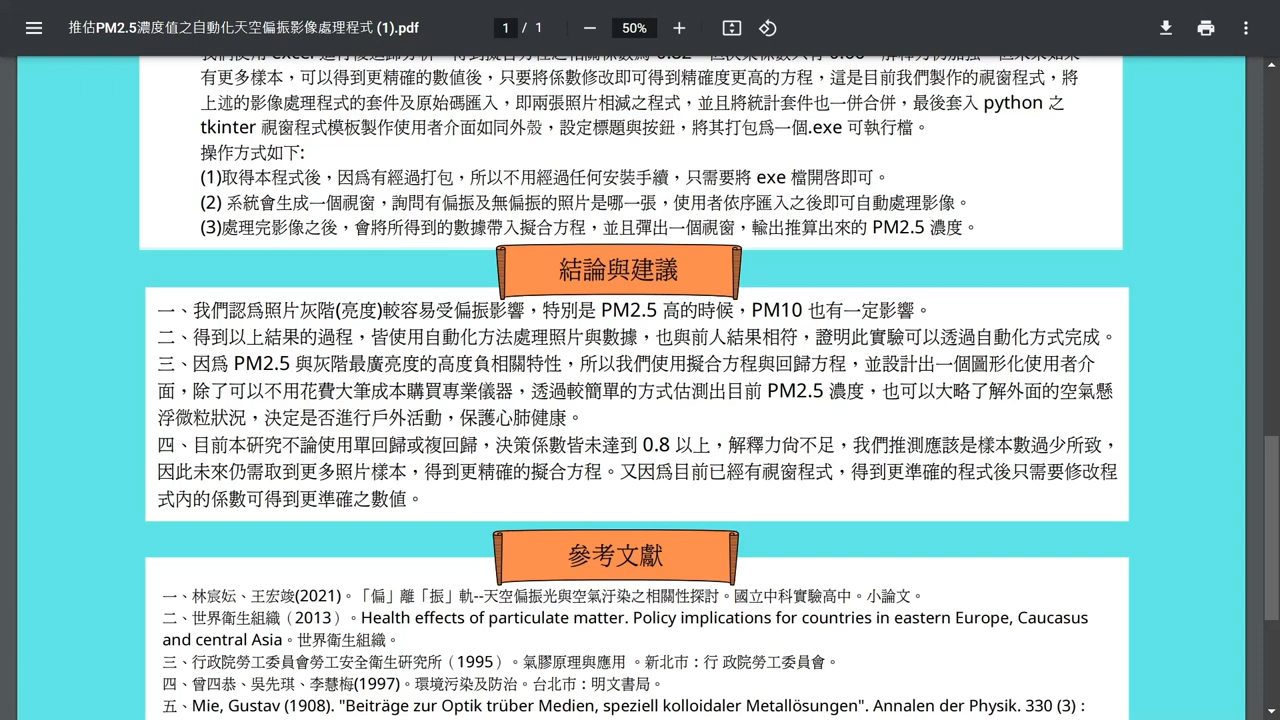 推估PM2.5濃度值之自動化天空偏振影像處理程式 (1).pdf
1 / 1
50%
有更多樣本，可以得到更精確的數值後，只要將係數修改即可得到精確度更高的方程，這是目前我們製作的視窗程式，將
上述的影像處理程式的套件及原始碼匯入，即兩張照片相減之程式，並且將統計套件也一併合併，最後套入 python 之
tkinter 視窗程式模板製作使用者介面如同外殼，設定標題與按鈕，將其打包為一個.exe 可執行檔。
操作方式如下:
(1)取得本程式後，因為有經過打包，所以不用經過任何安裝手續，只需要將 exe 檔開啓即可。
(2) 系統會生成一個視窗，詢問有偏振及無偏振的照片是哪一張，使用者依序匯入之後即可自動處理影像。
(3)處理完影像之後，會將所得到的數據帶入擬合方程，並且彈出一個視窗，輸出推算出來的 PM2.5 濃度。
結論與建議
一、我們認為照片灰階(亮度)較容易受偏振影響，特別是 PM2.5 高的時候，PM10 也有一定影響。
二、得到以上結果的過程，皆使用自動化方法處理照片與數據，也與前人結果相符，證明此實驗可以透過自動化方式完成。
三、因為 PM2.5 與灰階最廣亮度的高度負相關特性，所以我們使用擬合方程與回歸方程，並設計出一個圖形化使用者介
面，除了可以不用花費大筆成本購買專業儀器，透過較簡單的方式估測出目前 PM2.5 濃度，也可以大略了解外面的空氣懸
浮微粒狀況，決定是否進行戶外活動，保護心肺健康。
四、目前本研究不論使用單回歸或複回歸，決策係數皆未達到 0.8 以上，解釋力尙不足，我們推測應該是樣本數過少所致，
因此未來仍需取到更多照片樣本，得到更精確的擬合方程。又因為目前已經有視窗程式，得到更準確的程式後只需要修改程
式內的係數可得到更準確之數值。
參考文獻
一、林宸妘、王宏竣(2021)。「偏」離「振」軌--天空偏振光與空氣汙染之相關性探討。國立中科實驗高中。小論文。
二、世界衛生組織（2013）。Health effects of particulate matter. Policy implications for countries in eastern Europe, Caucasus
and central Asia。世界衛生組織。
三、行政院勞工委員會勞工安全衛生研究所（1995）。氣膠原理與應用 。新北市：行 政院勞工委員會。
四、曾四恭、吳先琪、李慧梅(1997)。環境污染及防治。台北市：明文書局。
五、Mie, Gustav (1908). "Beiträge zur Optik trüber Medien, speziell kolloidaler Metallösungen". Annalen der Physik. 330 (3) :